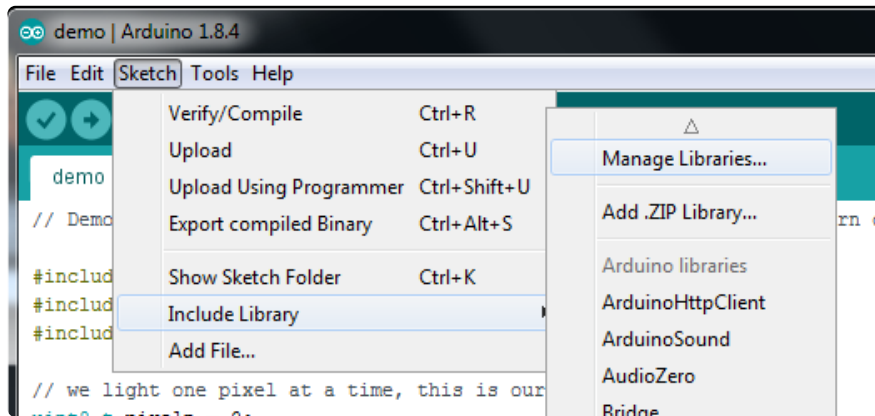 demo | Arduino 1.8.4
File Edit Sketch Tools Help
demo
Verify/Compile Ctrl+R
Upload Ctrl+U
Upload Using Programmer Ctrl+Shift+U
Export compiled Binary Ctrl+Alt+S
Show Sketch Folder Ctrl+K
Include Library
Add File...
Manage Libraries...
Add .ZIP Library...
Arduino libraries
ArduinoHttpClient
ArduinoSound
AudioZero
Bridge
// Demo
#includ
#includ
#includ
// we light one pixel at a time, this is our